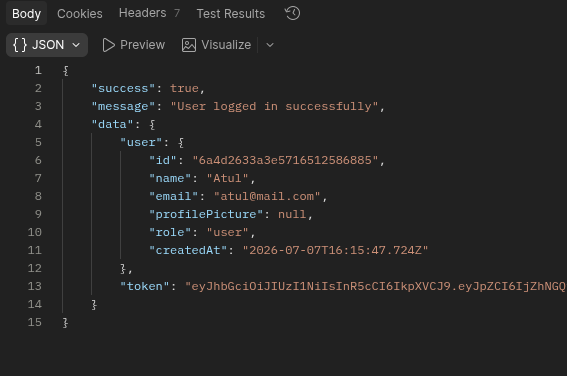 Body Cookies Headers 7 Test Results
{} JSON Preview Visualize
1 {
2 "success": true,
3 "message": "User logged in successfully",
4 "data": {
5 "user": {
6 "id": "6a4d2633a3e5716512586885",
7 "name": "Atul",
8 "email": "atul@mail.com",
9 "profilePicture": null,
10 "role": "user",
11 "createdAt": "2026-07-07T16:15:47.724Z"
12 },
13 "token": "eyJhbGciOiJIUzI1NiIsInR5cCI6IkpXVCJ9.eyJpZCI6IjZhNGQ
14 }
15 }